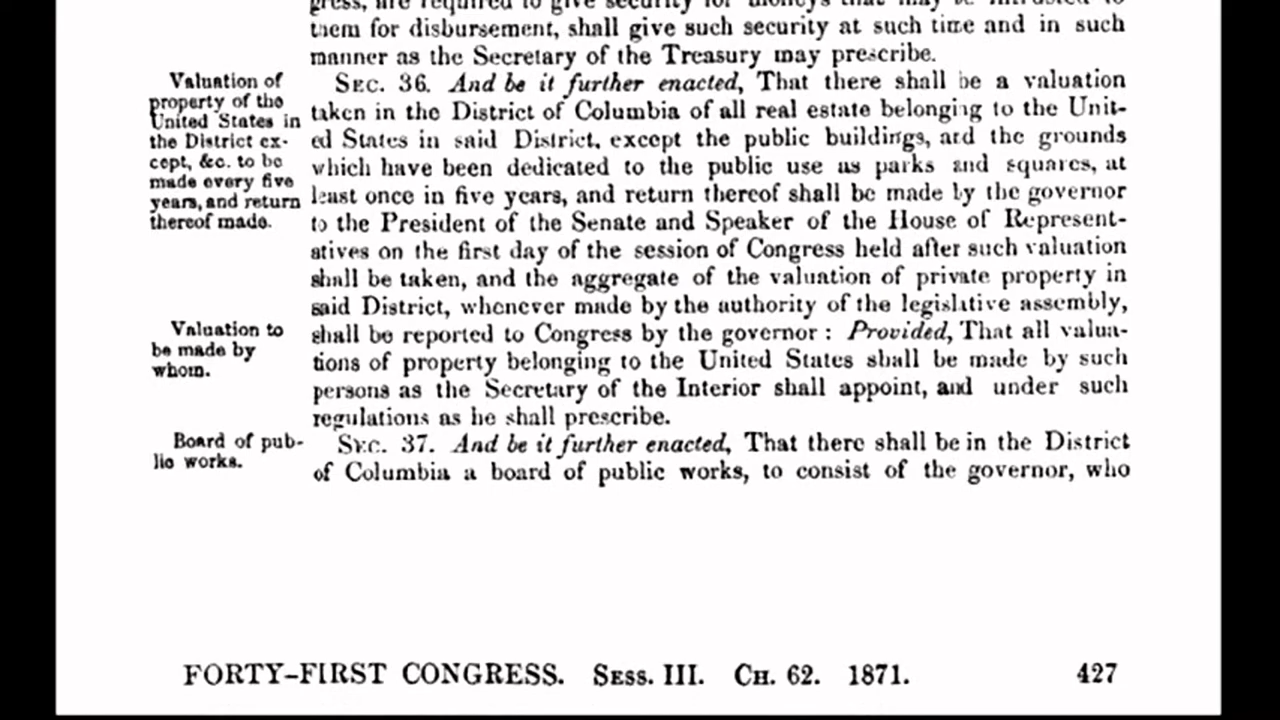 gress, are required to give security for moneys that may be intrusted to
them for disbursement, shall give such security at such time and in such
manner as the Secretary of the Treasury may prescribe.
Valuation of
property of the
United States in
the District ex-
cept, &c. to be
made every five
years, and return
thereof made.
SEC. 36. And be it further enacted, That there shall be a valuation
taken in the District of Columbia of all real estate belonging to the Unit-
ed States in said District, except the public buildings, and the grounds
which have been dedicated to the public use as parks and squares, at
least once in five years, and return thereof shall be made by the governor
to the President of the Senate and Speaker of the House of Represent-
atives on the first day of the session of Congress held after such valuation
shall be taken, and the aggregate of the valuation of private property in
said District, whenever made by the authority of the legislative assembly,
Valuation to
be made by
whom.
shall be reported to Congress by the governor: Provided, That all valua-
tions of property belonging to the United States shall be made by such
persons as the Secretary of the Interior shall appoint, and under such
regulations as he shall prescribe.
Board of pub-
lic works.
SEC. 37. And be it further enacted, That there shall be in the District
of Columbia a board of public works, to consist of the governor, who
FORTY-FIRST CONGRESS. SESS. III. CH. 62. 1871. 427